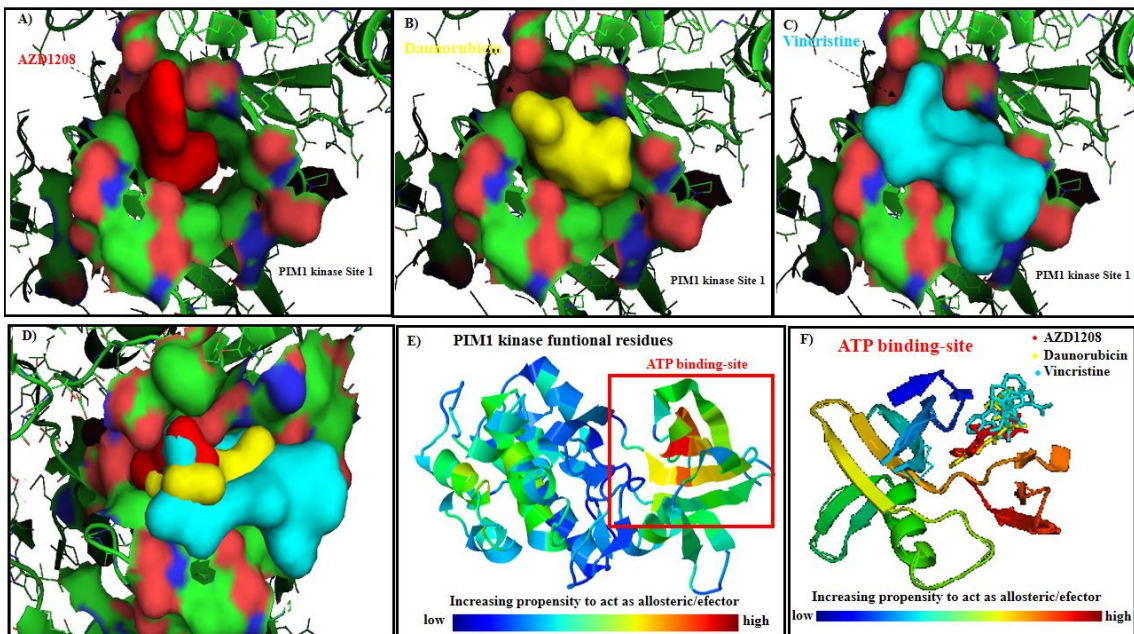 A)
AZD1208
PIM1 kinase Site 1
B)
Daunorubicin
PIM1 kinase Site 1
C)
Vincristine
PIM1 kinase Site 1
D)
E)
PIM1 kinase funtional residues
ATP binding-site
Increasing propensity to act as allosteric/efector
low
high
F)
ATP binding-site
AZD1208
Daunorubicin
Vincristine
Increasing propensity to act as allosteric/efector
low
high